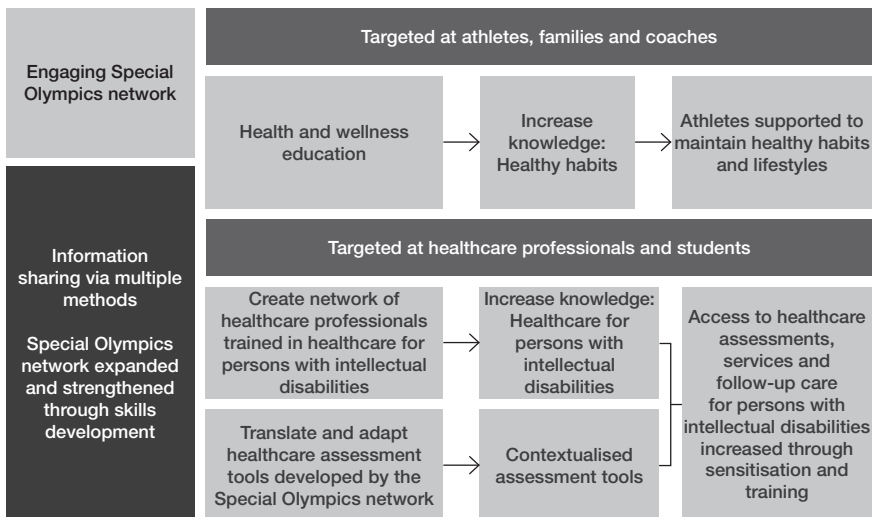 Engaging Special
Olympics network
Targeted at athletes, families and coaches
Health and wellness
education
Increase
knowledge:
Healthy habits
Athletes supported to
maintain healthy habits
and lifestyles
Information
sharing via multiple
methods
Special Olympics
network expanded
and strengthened
through skills
development
Targeted at healthcare professionals and students
Create network of
healthcare professionals
trained in healthcare for
persons with intellectual
disabilities
Increase knowledge:
Healthcare for
persons with
intellectual
disabilities
Translate and adapt
healthcare assessment
tools developed by the
Special Olympics network
Contextualised
assessment tools
Access to healthcare
assessments,
services and
follow-up care
for persons with
intellectual disabilities
increased through
sensitisation and
training